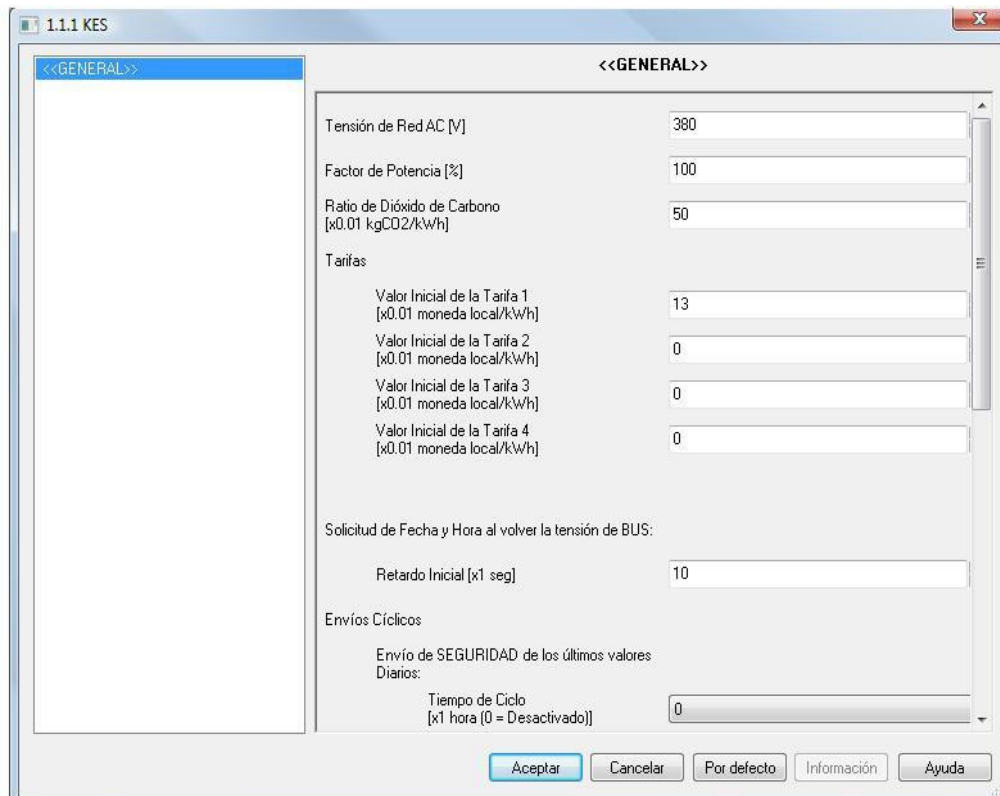 1.1.1 KES
<<GENERAL>>
<<GENERAL>>
Tensión de Red AC [V]
380
Factor de Potencia [%]
100
Ratio de Dióxido de Carbono
[x0.01 kgCO2/kWh]
50
Tarifas
Valor Inicial de la Tarifa 1
[x0.01 moneda local/kWh]
13
Valor Inicial de la Tarifa 2
[x0.01 moneda local/kWh]
0
Valor Inicial de la Tarifa 3
[x0.01 moneda local/kWh]
0
Valor Inicial de la Tarifa 4
[x0.01 moneda local/kWh]
0
Solicitud de Fecha y Hora al volver la tensión de BUS:
Retardo Inicial [x1 seg]
10
Envíos Cíclicos
Envío de SEGURIDAD de los últimos valores
Diarios:
Tiempo de Ciclo
[x1 hora (0 = Desactivado)]
0
Aceptar
Cancelar
Por defecto
Información
Ayuda